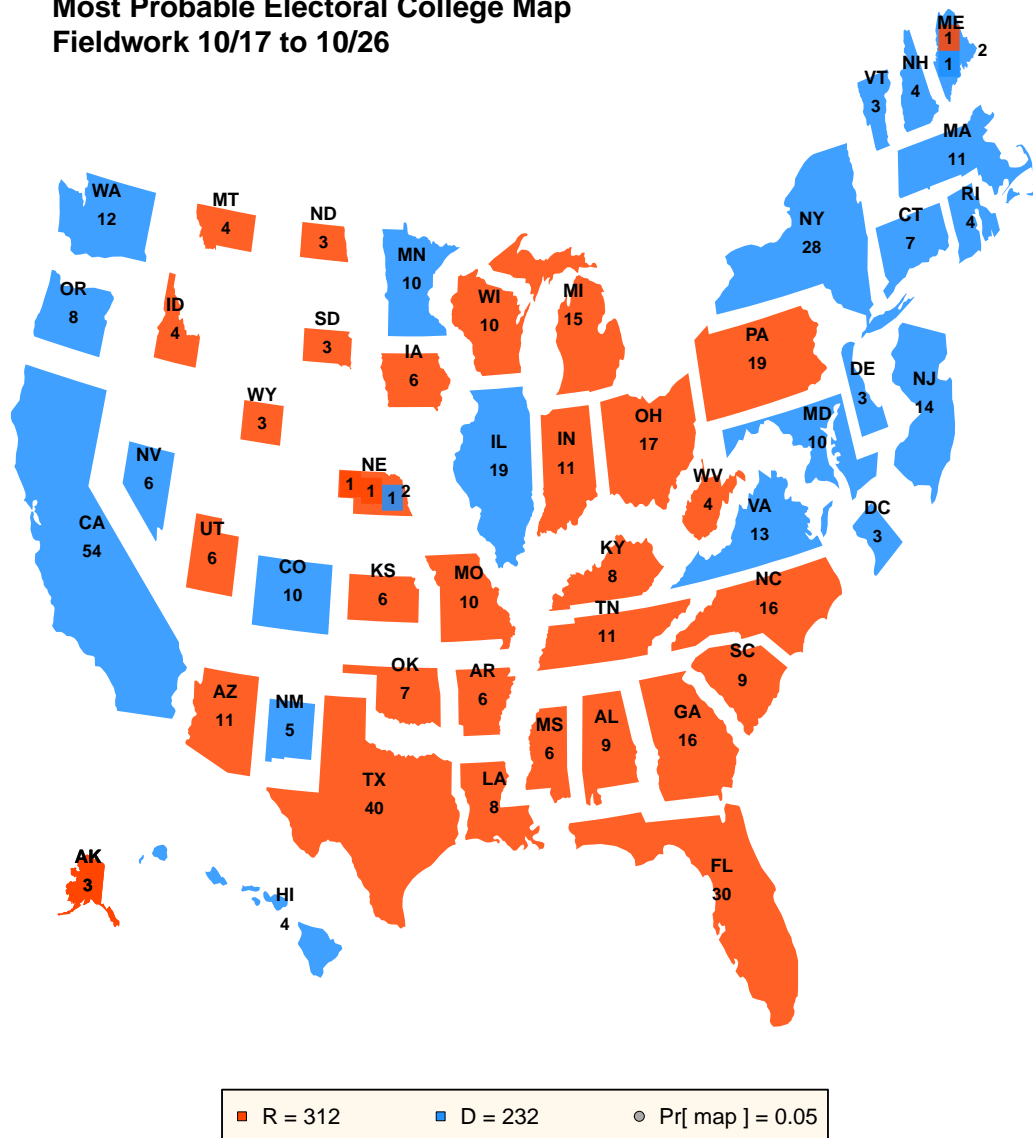 Most Probable Electoral College Map
Fieldwork 10/17 to 10/26
ME
1
2
1
NH
4
VT
3
MA
11
RI
4
CT
7
NY
28
WA
12
MT
4
ND
3
MN
10
OR
8
ID
4
SD
3
WI
10
MI
15
IA
6
PA
19
DE
3
NJ
14
MD
10
WY
3
NV
6
NE
1
1
1
2
IL
19
IN
11
OH
17
WV
4
VA
13
DC
3
CA
54
UT
6
CO
10
KS
6
MO
10
KY
8
TN
11
NC
16
SC
9
AZ
11
NM
5
OK
7
AR
6
MS
6
AL
9
GA
16
TX
40
LA
8
FL
30
AK
3
HI
4
R = 312
D = 232
Pr[ map ] = 0.05